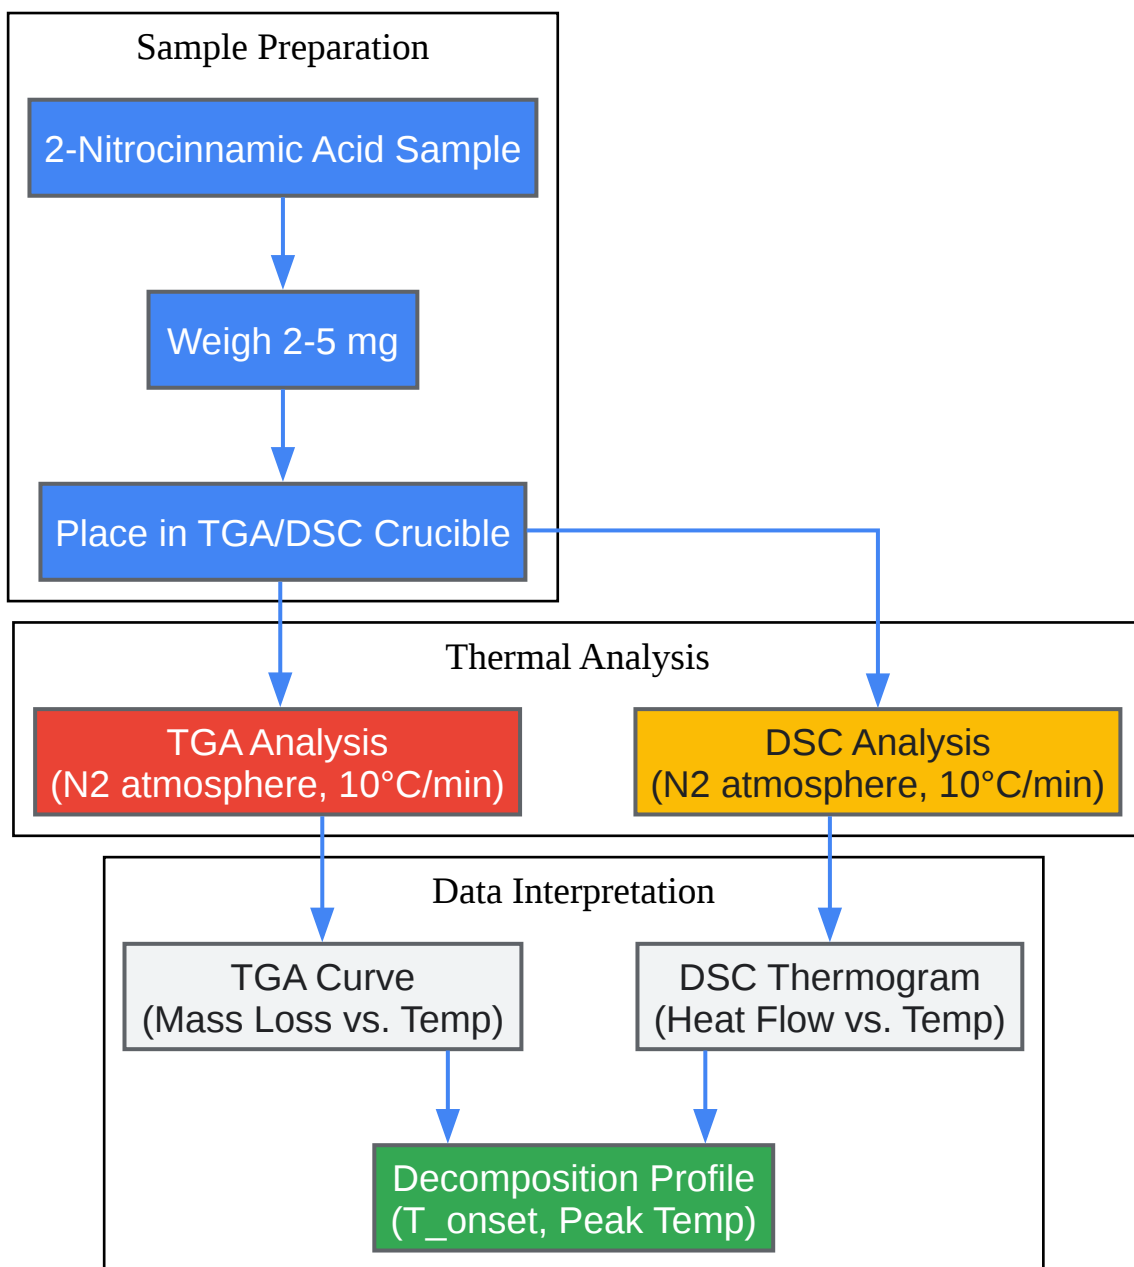 Sample Preparation
2-Nitrocinnamic Acid Sample
Weigh 2-5 mg
Place in TGA/DSC Crucible
Thermal Analysis
TGA Analysis
(N2 atmosphere, 10°C/min)
DSC Analysis
(N2 atmosphere, 10°C/min)
Data Interpretation
TGA Curve
(Mass Loss vs. Temp)
DSC Thermogram
(Heat Flow vs. Temp)
Decomposition Profile
(T_onset, Peak Temp)